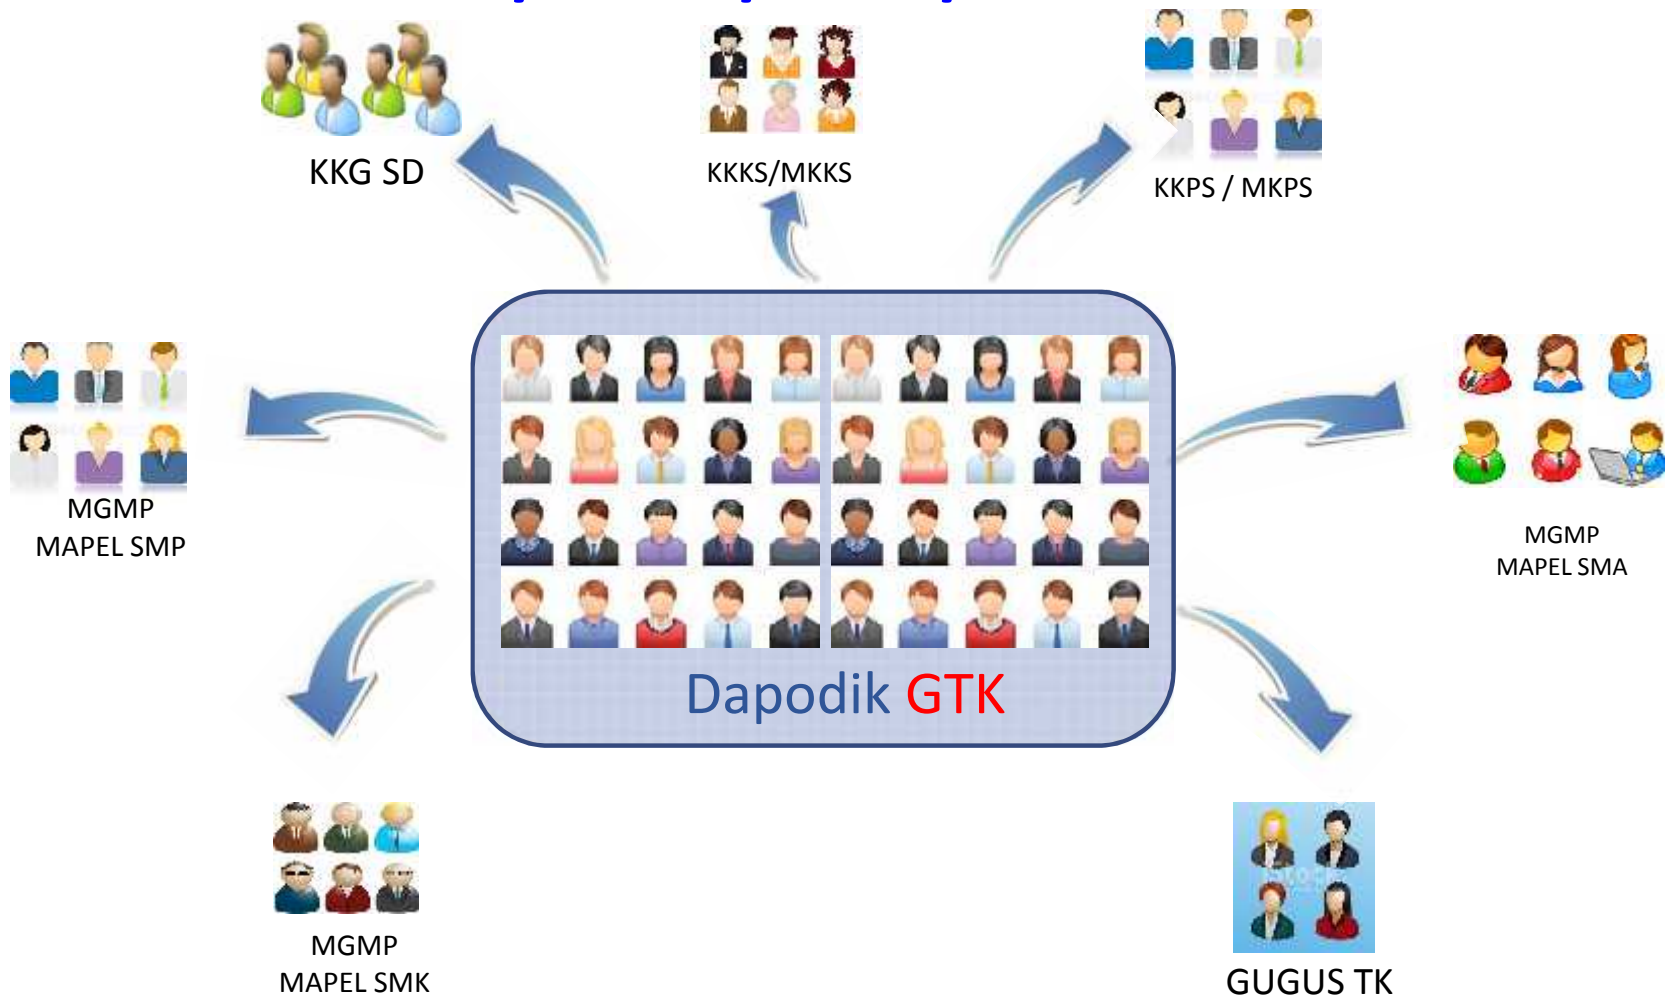 KKG SD
KKKS/MKKS
KKPS / MKPS
MGMP
MAPEL SMP
MGMP
MAPEL SMA
Dapodik GTK
MGMP
MAPEL SMK
iStock
GUGUS TK